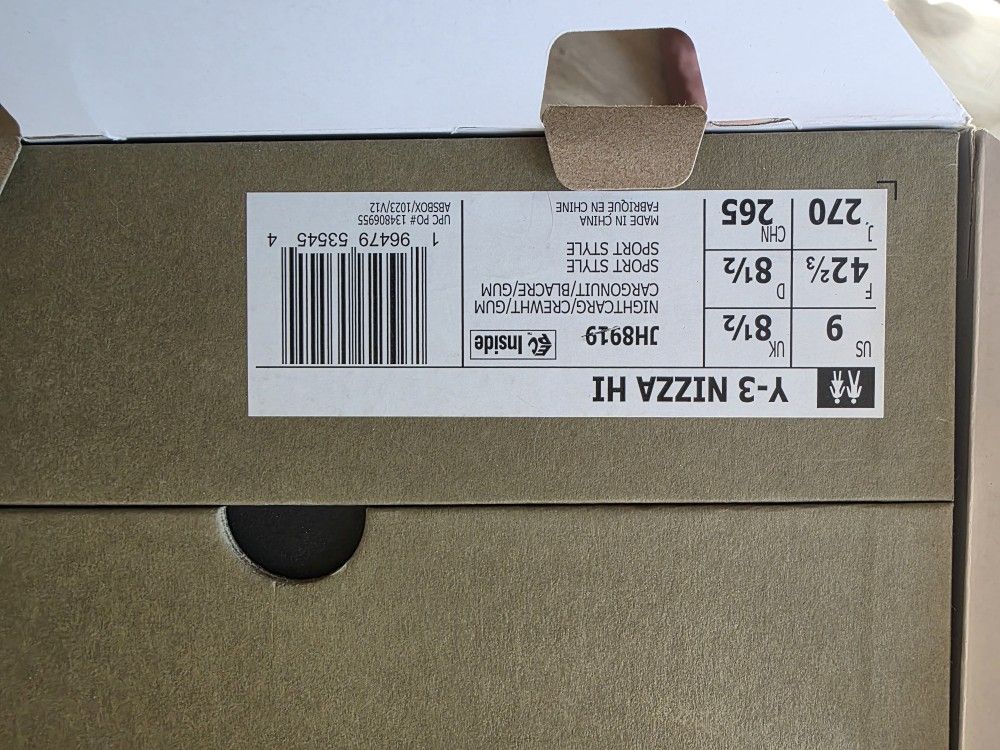 Y-3 NIZZA HI
US 9
UK 8½
F 42⅔
D 8½
J. 270
CHN 265
JH8919
EL Inside™
NIGHTCARG/CREWHT/GUM
CARGONUIT/BLACRE/GUM
SPORT STYLE
SPORT STYLE
MADE IN CHINA
FABRIQUE EN CHINE
1 96479 53545 4
UPC PO# 134806955
ABSBOX/1023/V12